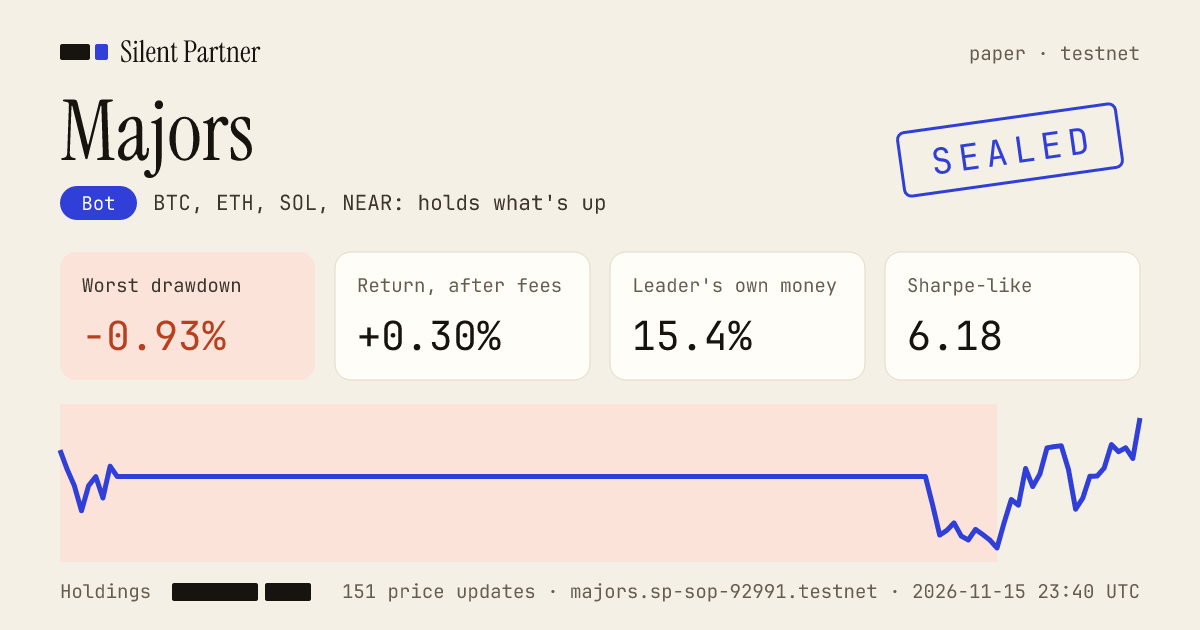 Silent Partner
paper · testnet
Majors
SEALED
Bot
BTC, ETH, SOL, NEAR: holds what's up
Worst drawdown
-0.93%
Return, after fees
+0.30%
Leader's own money
15.4%
Sharpe-like
6.18
Holdings
151 price updates · majors.sp-sop-92991.testnet · 2026-11-15 23:40 UTC